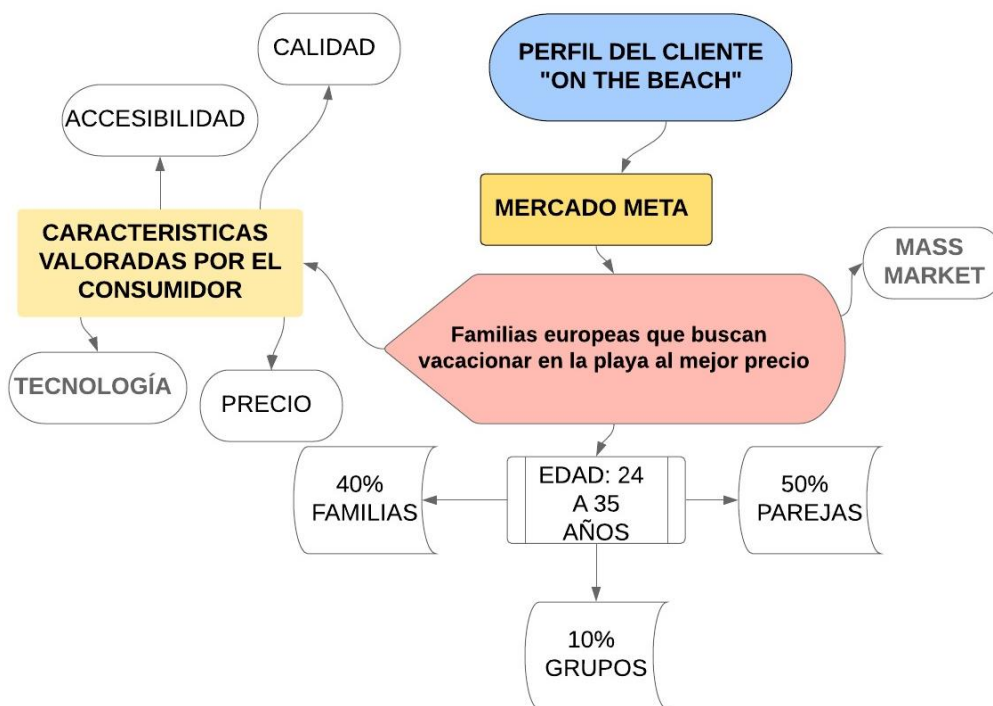 PERFIL DEL CLIENTE
"ON THE BEACH"
MERCADO META
Familias europeas que buscan
vacacionar en la playa al mejor precio
MASS
MARKET
CARACTERISTICAS
VALORADAS POR EL
CONSUMIDOR
CALIDAD
ACCESIBILIDAD
TECNOLOGÍA
PRECIO
EDAD: 24
A 35
AÑOS
40%
FAMILIAS
50%
PAREJAS
10%
GRUPOS